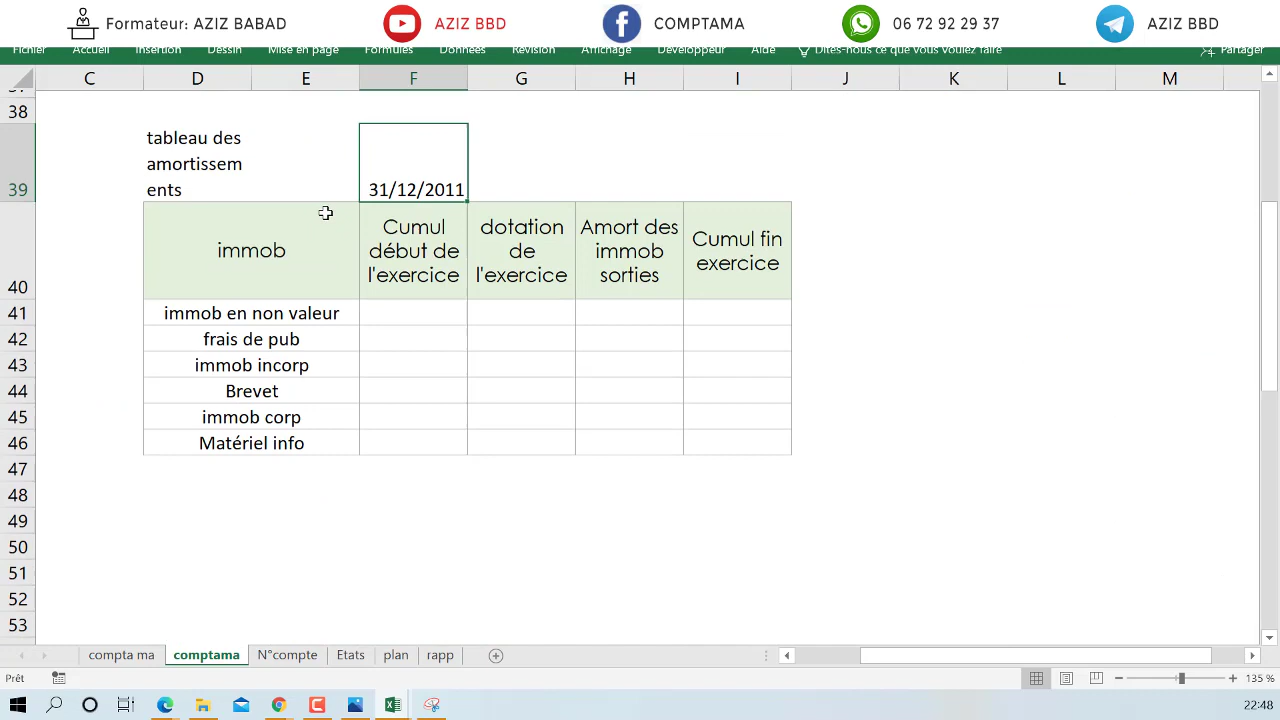 Formateur: AZIZ BABAD
AZIZ BBD
COMPTAMA
06 72 92 29 37
AZIZ BBD
Fichier Accueil Insertion Dessin Mise en page Formules Données Révision Affichage Développeur Aide Dites-nous ce que vous voulez faire Partager
C D E F G H I J K L M
37
38
tableau des
amortissem
39 ents 31/12/2011
immob
Cumul
début de
l'exercice
dotation
de
l'exercice
Amort des
immob
sorties
Cumul fin
exercice
40
41 immob en non valeur
42 frais de pub
43 immob incorp
44 Brevet
45 immob corp
46 Matériel info
47
48
49
50
51
52
53
compta ma comptama N°compte Etats plan rapp
Prêt 135 %
22:48